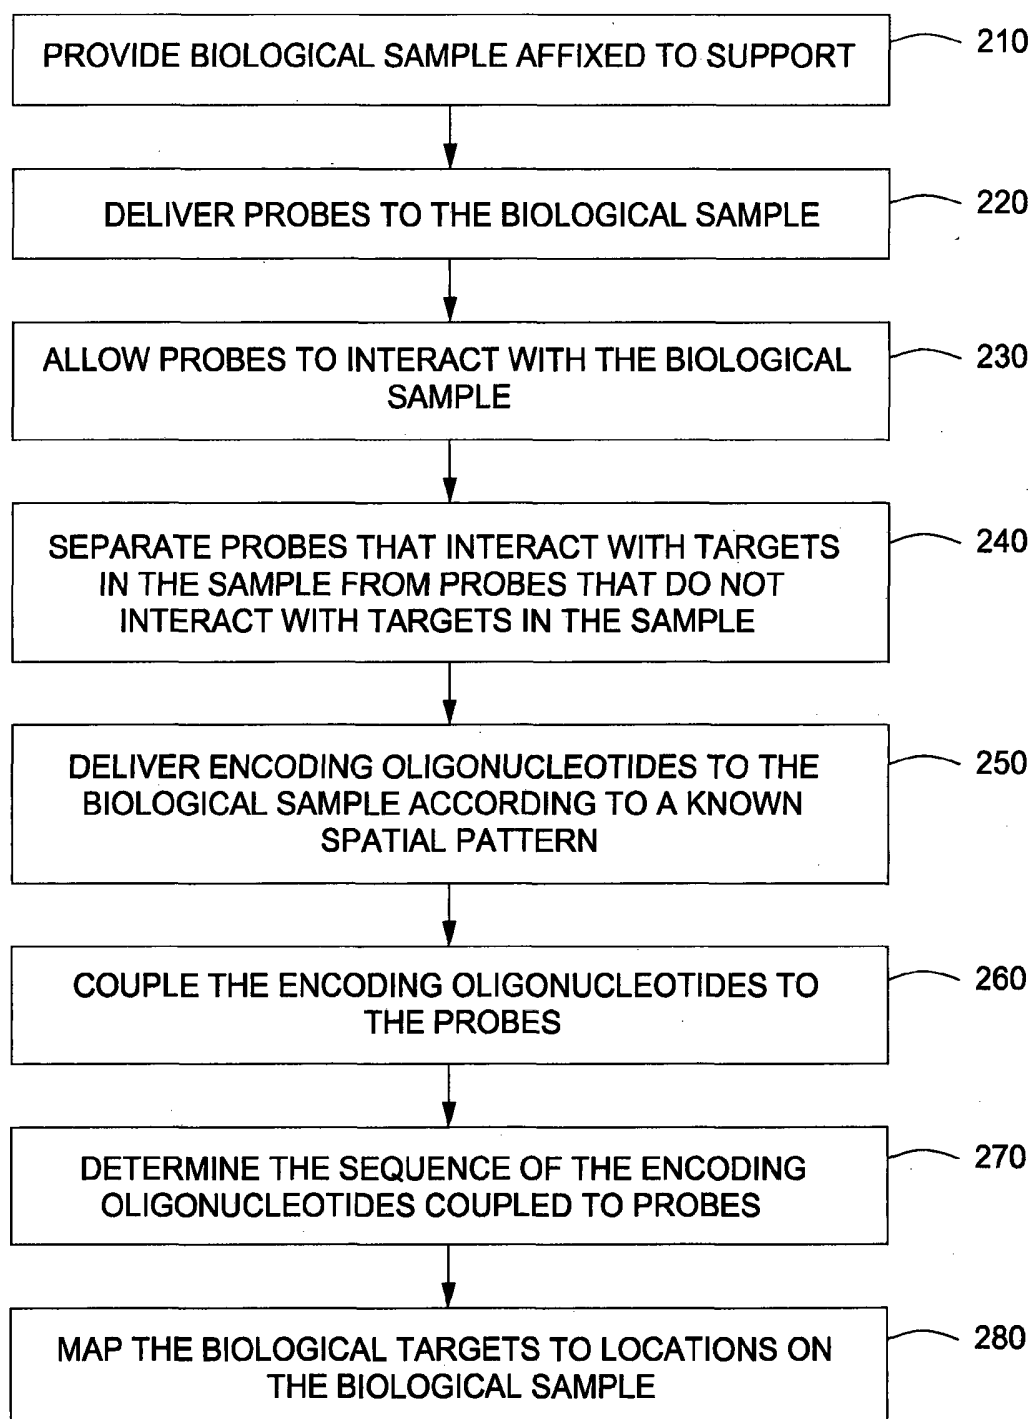 PROVIDE BIOLOGICAL SAMPLE AFFIXED TO SUPPORT
210
DELIVER PROBES TO THE BIOLOGICAL SAMPLE
220
ALLOW PROBES TO INTERACT WITH THE BIOLOGICAL
SAMPLE
230
SEPARATE PROBES THAT INTERACT WITH TARGETS
IN THE SAMPLE FROM PROBES THAT DO NOT
INTERACT WITH TARGETS IN THE SAMPLE
240
DELIVER ENCODING OLIGONUCLEOTIDES TO THE
BIOLOGICAL SAMPLE ACCORDING TO A KNOWN
SPATIAL PATTERN
250
COUPLE THE ENCODING OLIGONUCLEOTIDES TO
THE PROBES
260
DETERMINE THE SEQUENCE OF THE ENCODING
OLIGONUCLEOTIDES COUPLED TO PROBES
270
MAP THE BIOLOGICAL TARGETS TO LOCATIONS ON
THE BIOLOGICAL SAMPLE
280